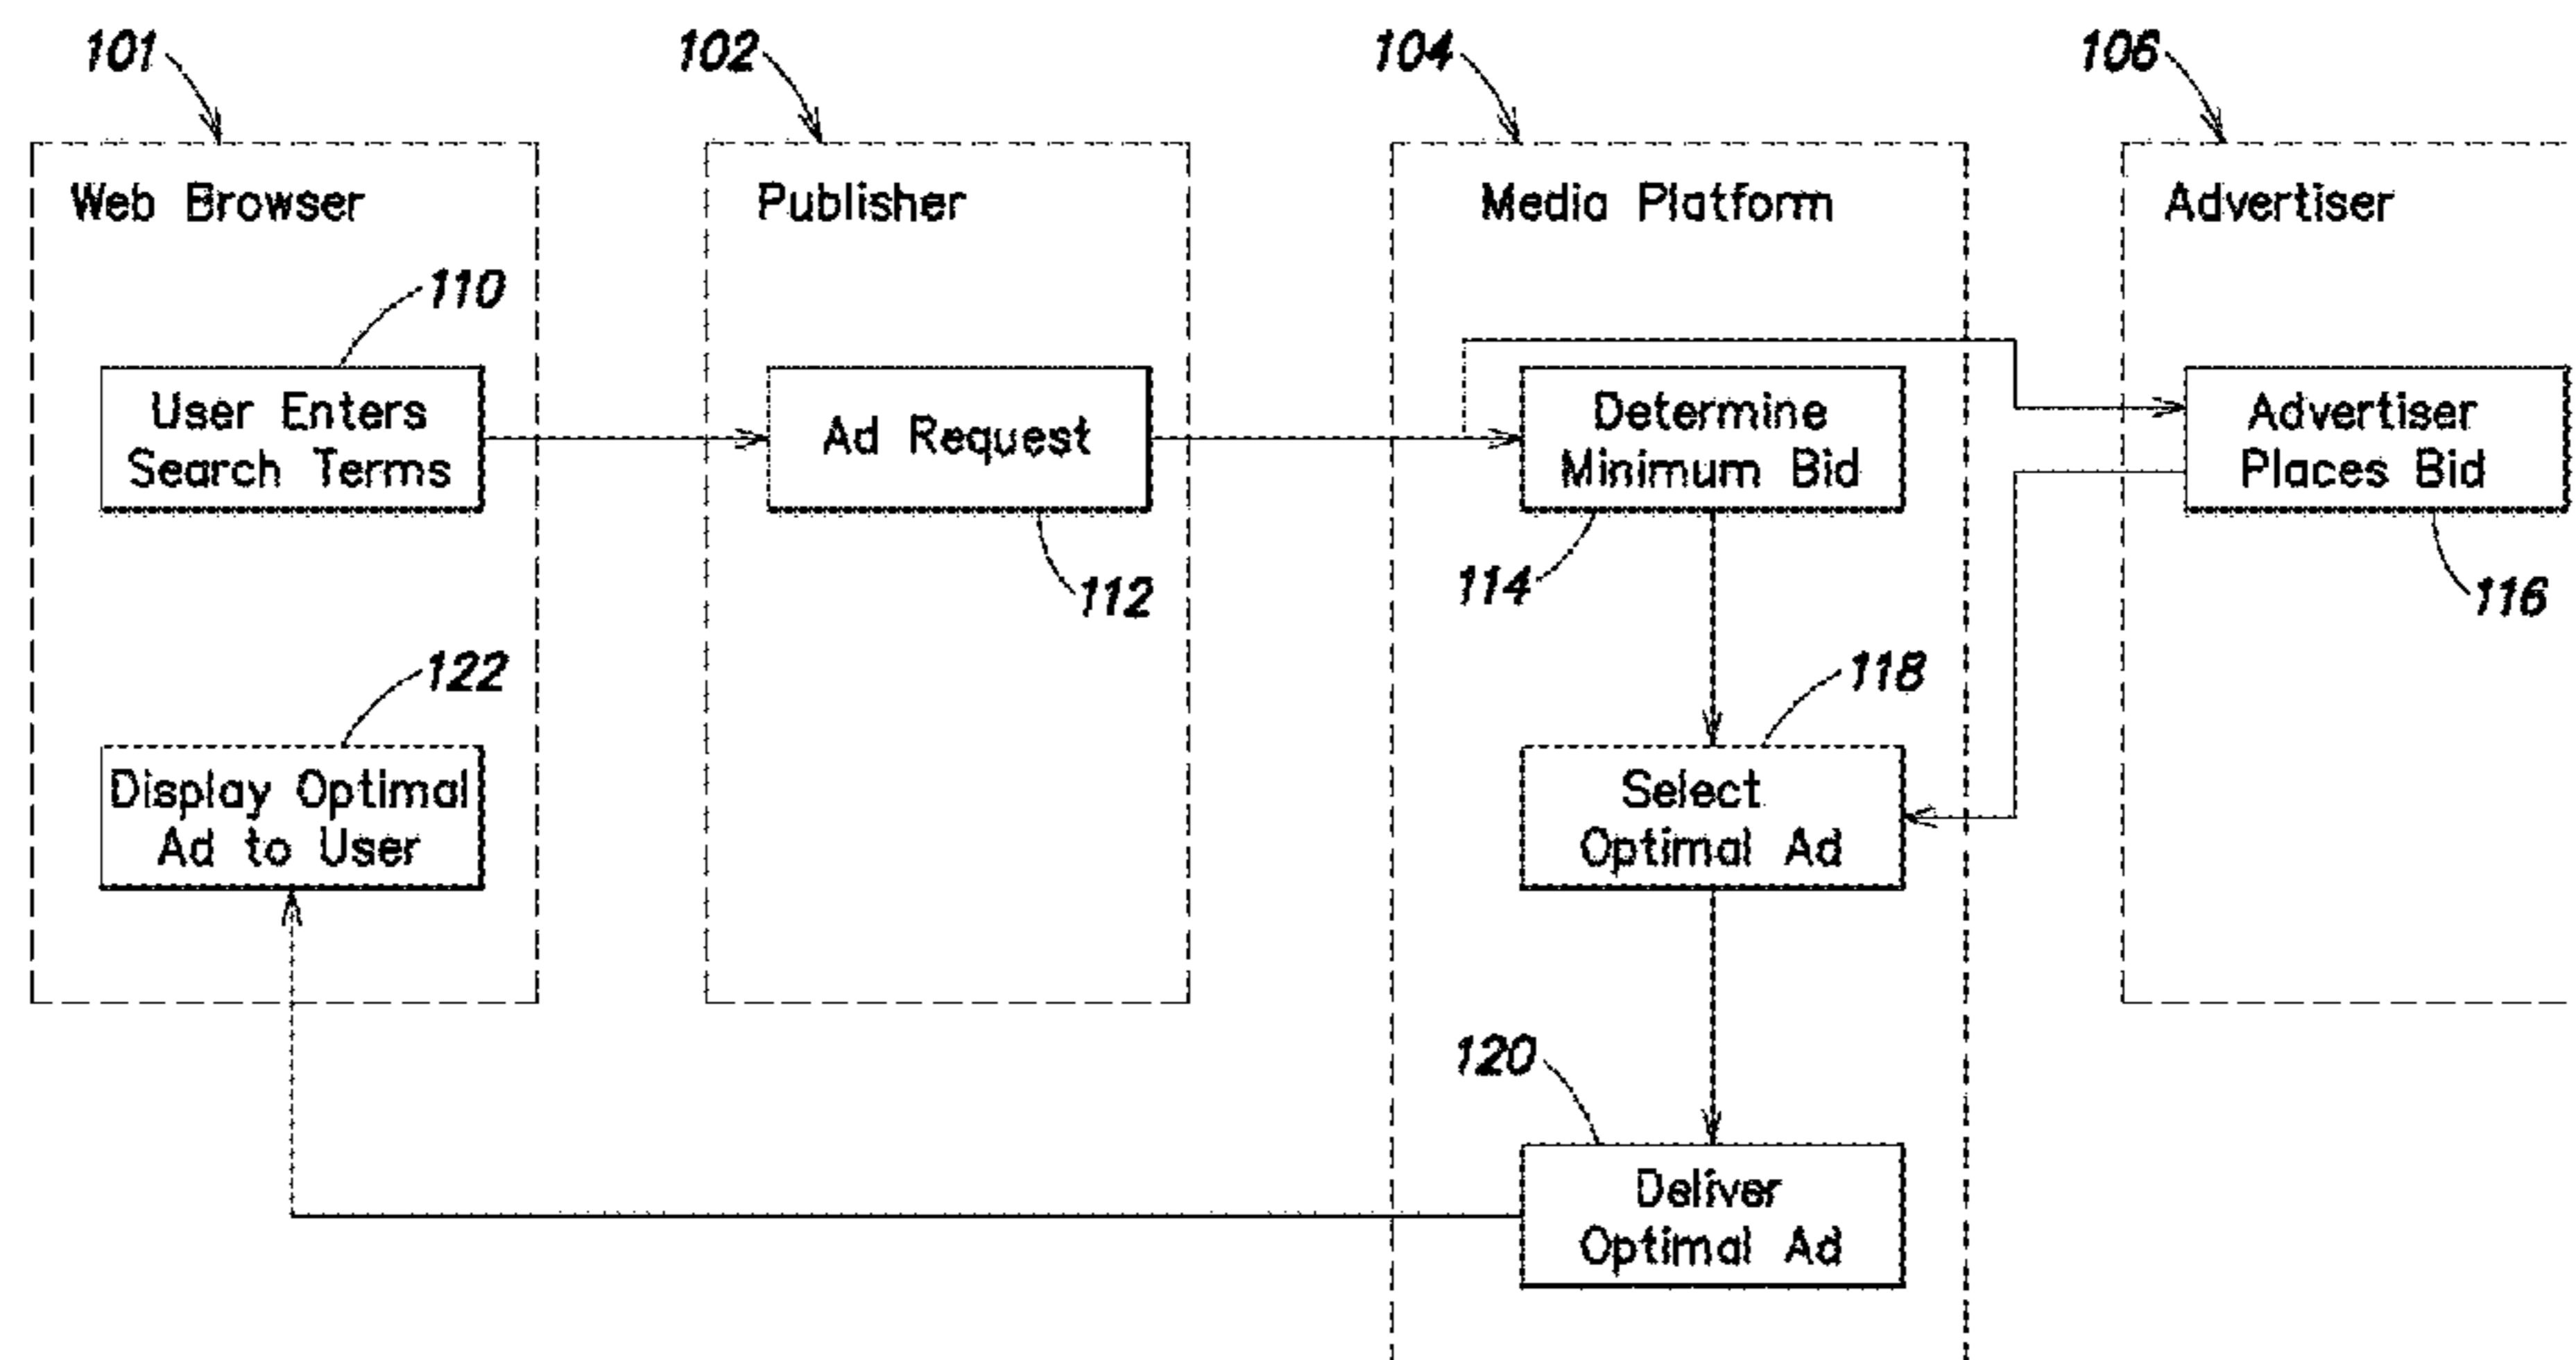 101
102
104
106
Web Browser
Publisher
Media Platform
Advertiser
110
User Enters
Search Terms
Ad Request
112
Determine
Minimum Bid
114
Advertiser
Places Bid
116
122
Display Optimal
Ad to User
118
Select
Optimal Ad
120
Deliver
Optimal Ad